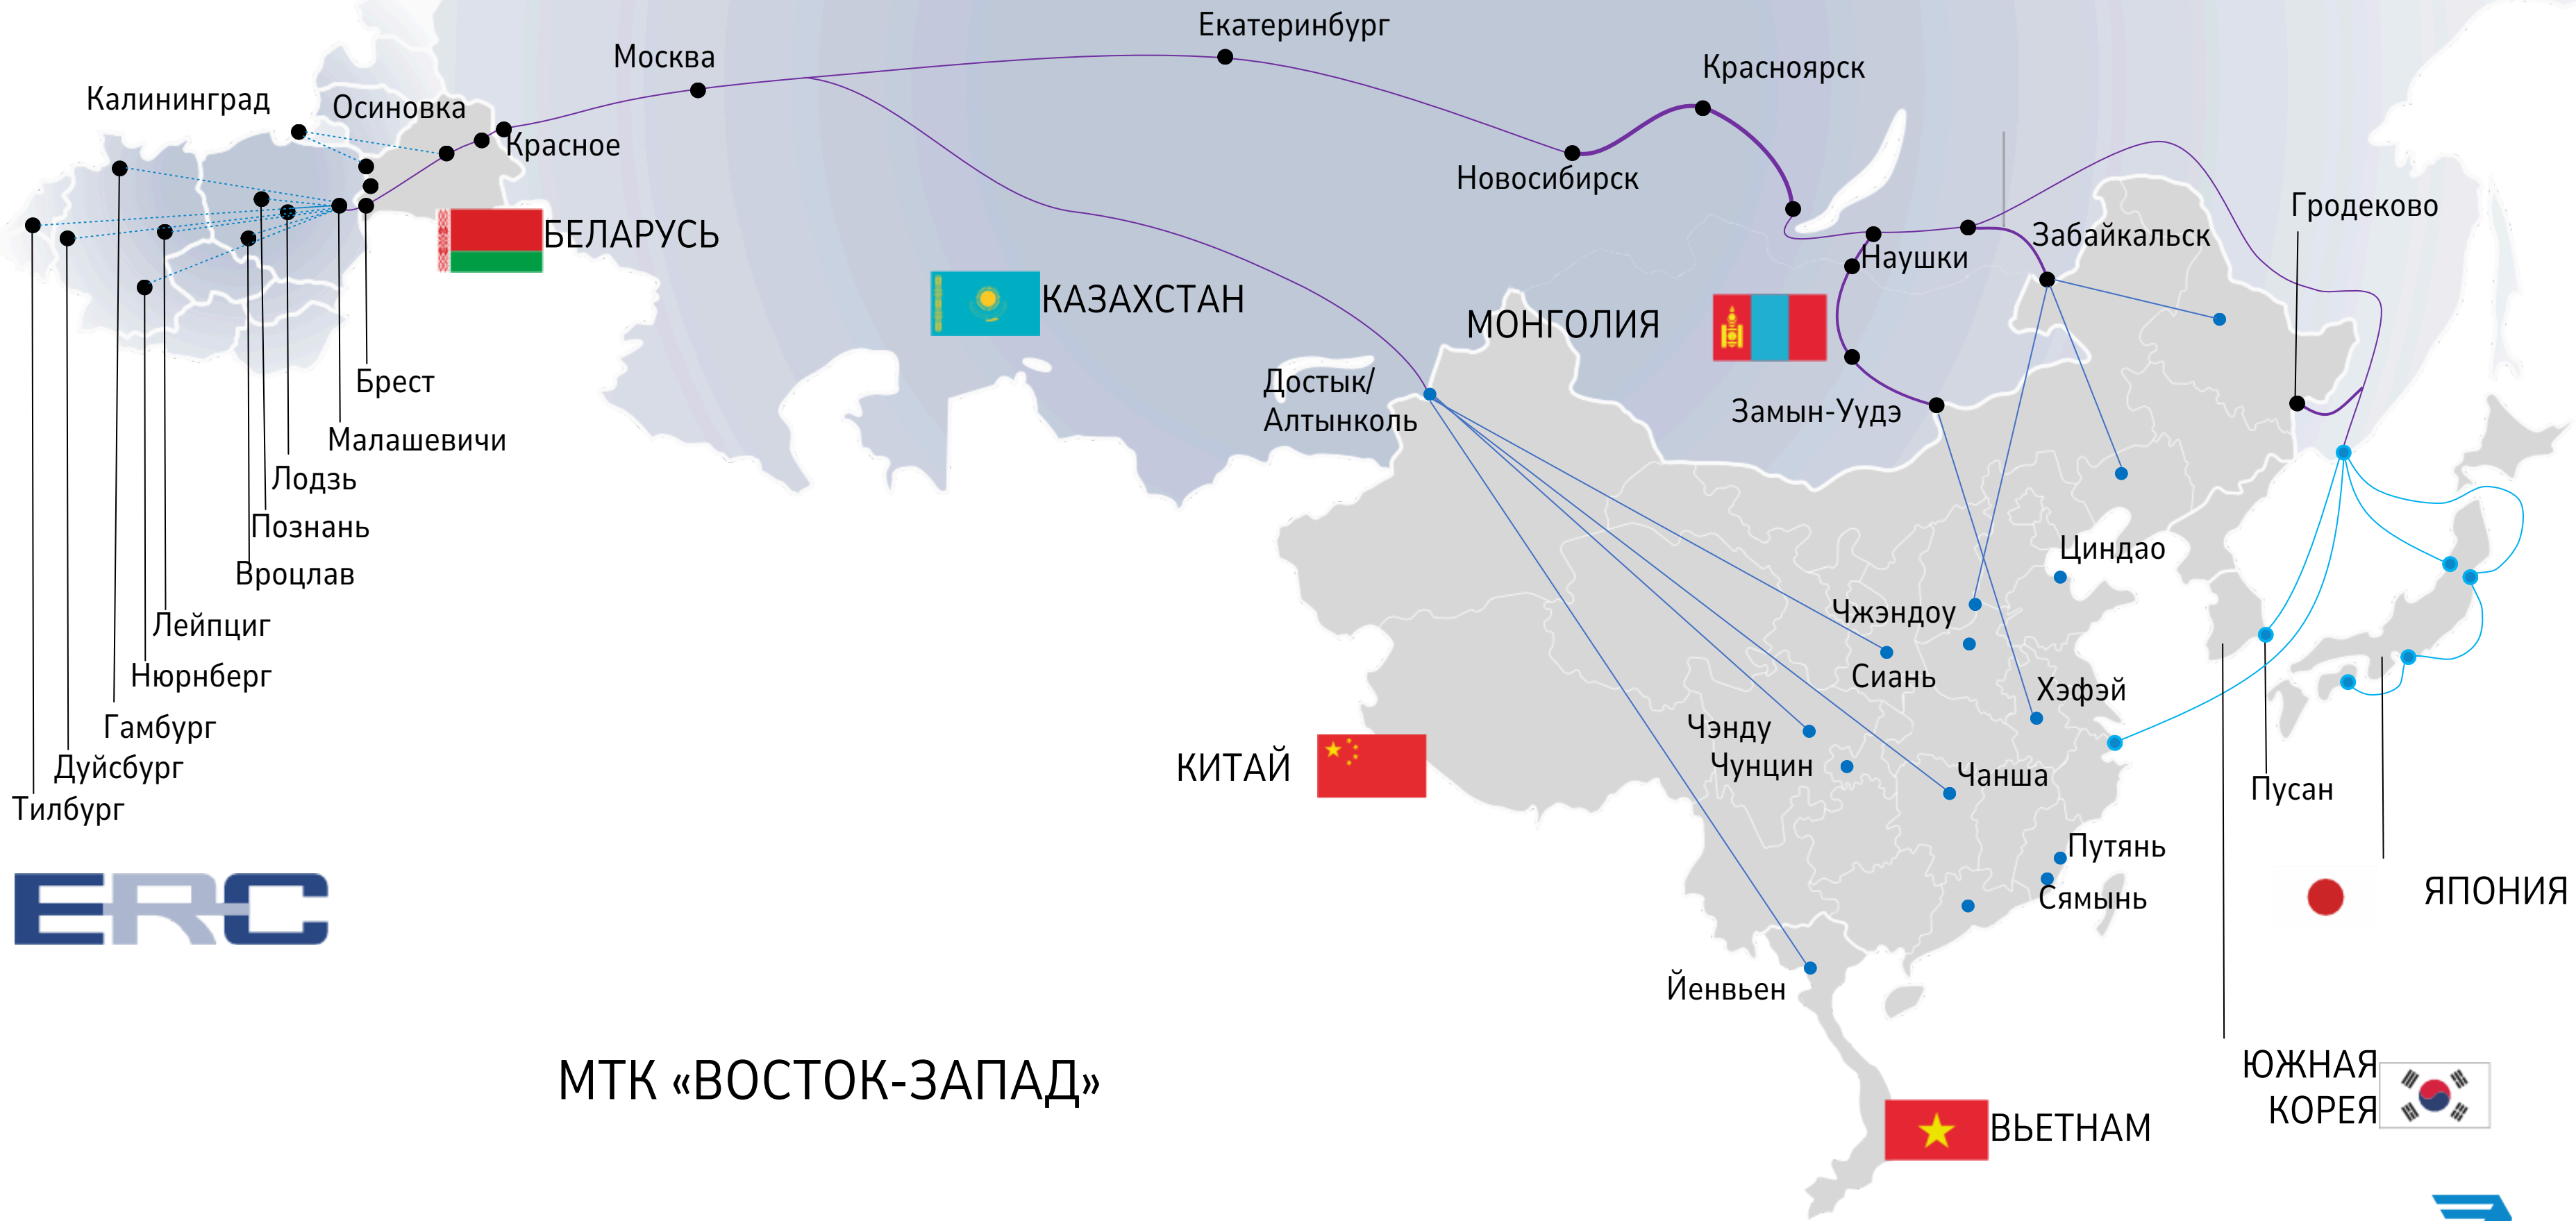 Екатеринбург
Москва
Красноярск
Калининград
Осиновка
Красное
Новосибирск
Гродеково
БЕЛАРУСЬ
Забайкальск
Наушки
КАЗАХСТАН
МОНГОЛИЯ
Брест
Достык/
Алтынколь
Замын-Уудэ
Малашевичи
Лодзь
Познань
Вроцлав
Циндао
Лейпциг
Чжэндоу
Нюрнберг
Сиань
Хэфэй
Гамбург
Чэнду
Дуйсбург
КИТАЙ
Чунцин
Чанша
Пусан
Тилбург
Путянь
Сямынь
ЯПОНИЯ
ERC
Йенвьен
МТК «ВОСТОК-ЗАПАД»
ЮЖНАЯ
КОРЕЯ
ВЬЕТНАМ